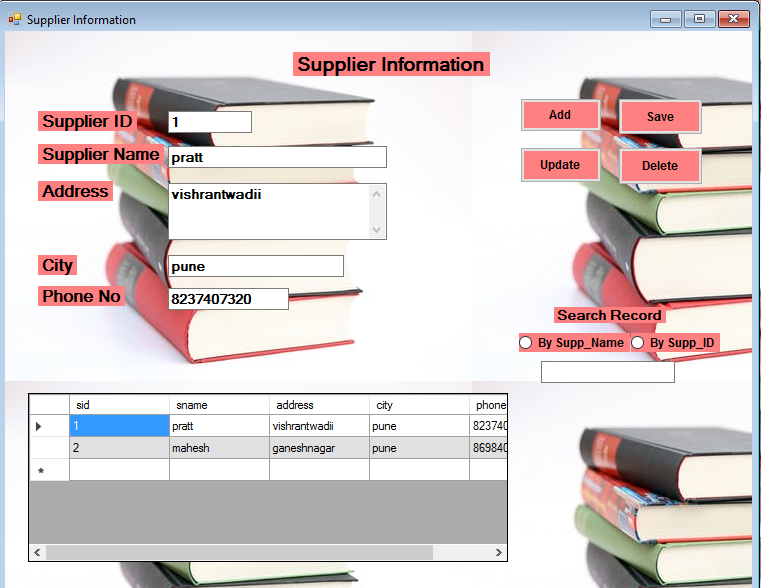 Supplier Information
Supplier Information
Supplier ID 1
Supplier Name pratt
Address vishrantwadii
City pune
Phone No 8237407320
Add Save
Update Delete
Search Record
By Supp_Name By Supp_ID
sid sname address city phone
1 pratt vishrantwadii pune 823740
2 mahesh ganeshnagar pune 869840